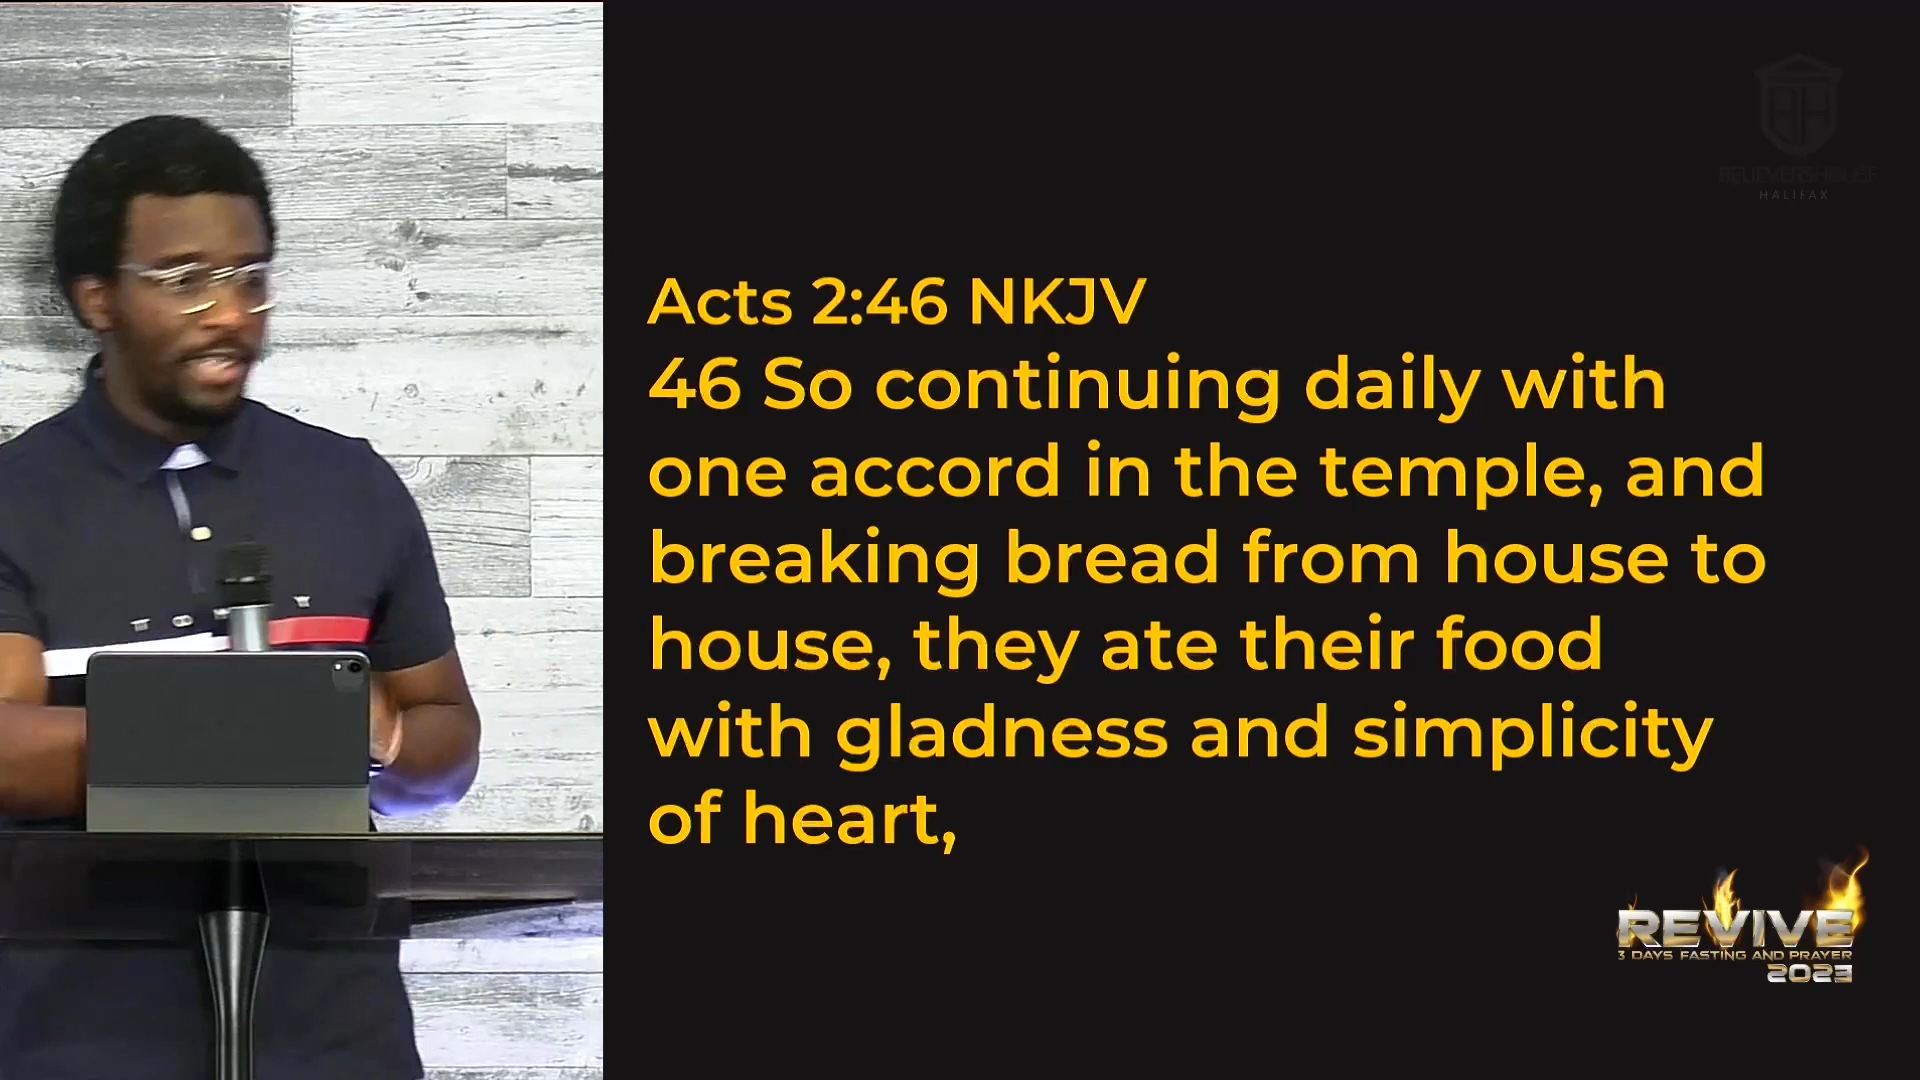 BELIEVERSHOUSE
HALIFAX
Acts 2:46 NKJV
46 So continuing daily with
one accord in the temple, and
breaking bread from house to
house, they ate their food
with gladness and simplicity
of heart,
REVIVE
3 DAYS FASTING AND PRAYER
2023